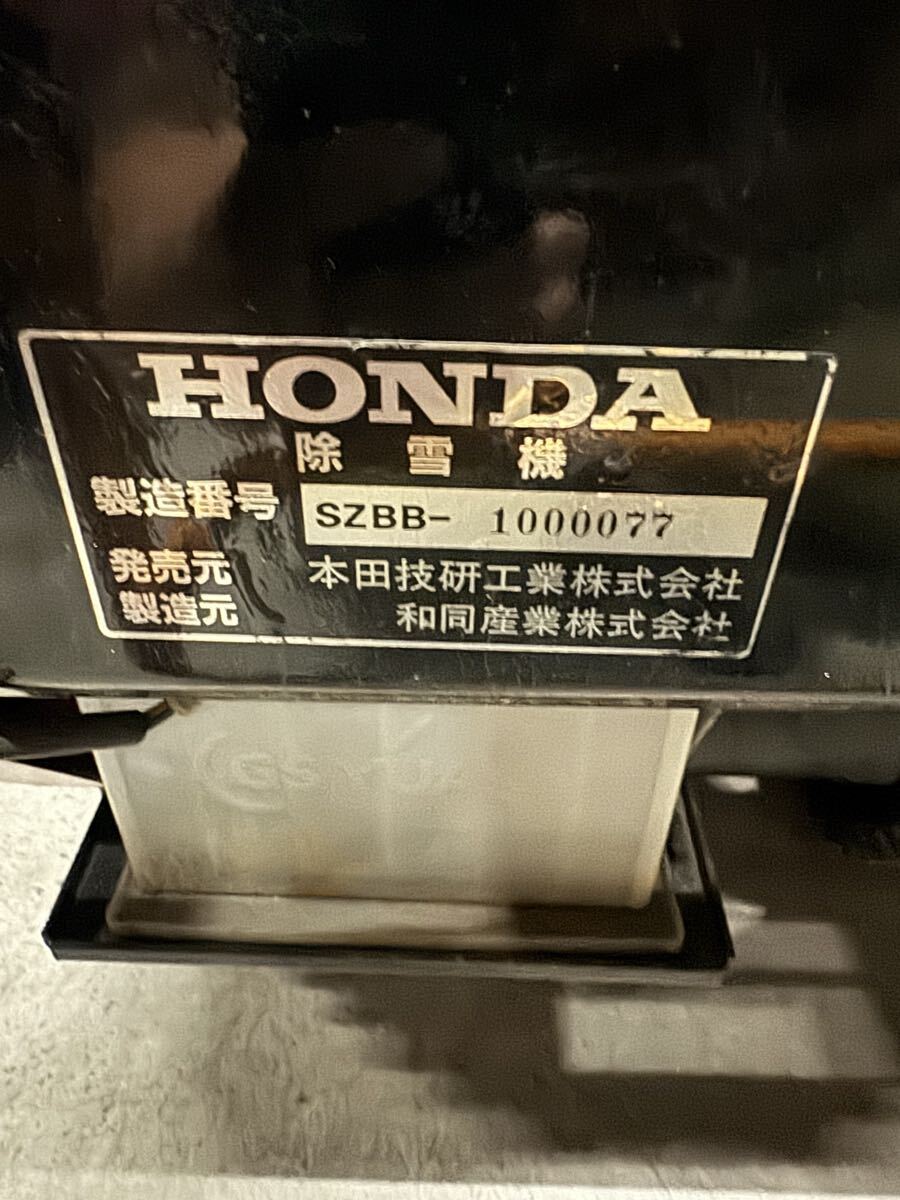 HONDA
除雪機
製造番号 SZBB- 1000077
発売元 本田技研工業株式会社
製造元 和同産業株式会社
GS